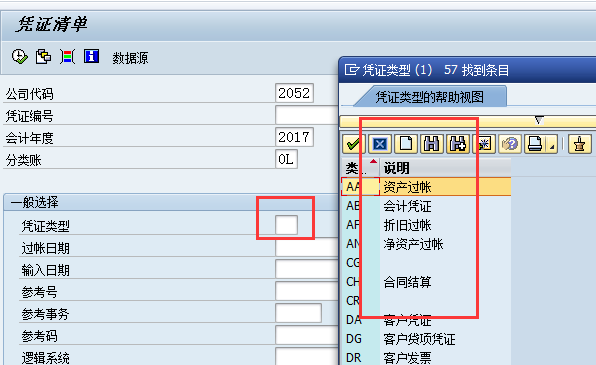 凭证清单
数据源
公司代码 2052
凭证编号
会计年度 2017
分类账 0L
一般选择
凭证类型
过帐日期
输入日期
参考号
参考事务
参考码
逻辑系统
凭证类型 (1) 57 找到条目
凭证类型的帮助视图
类.. 说明
AA 资产过帐
AB 会计凭证
AF 折旧过帐
AN 净资产过帐
CG
CH 合同结算
CR
DA 客户凭证
DG 客户贷项凭证
DR 客户发票